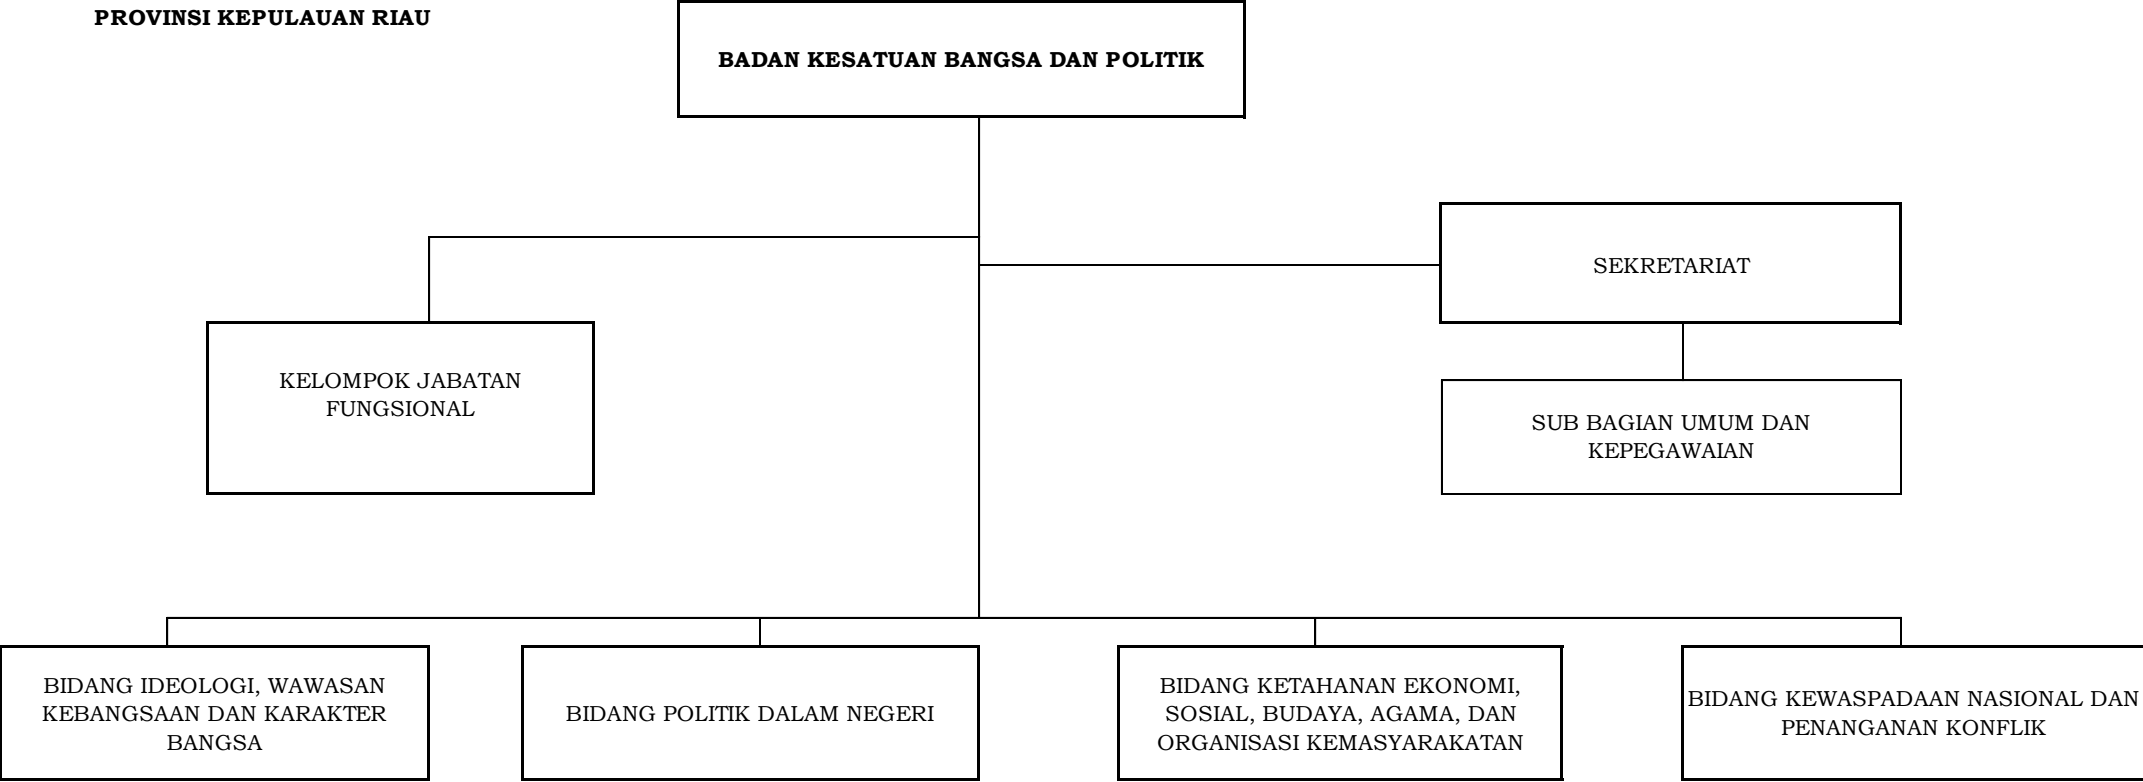 PROVINSI KEPULAUAN RIAU
BADAN KESATUAN BANGSA DAN POLITIK
SEKRETARIAT
KELOMPOK JABATAN
FUNGSIONAL
SUB BAGIAN UMUM DAN
KEPEGAWAIAN
BIDANG IDEOLOGI, WAWASAN
KEBANGSAAN DAN KARAKTER
BANGSA
BIDANG POLITIK DALAM NEGERI
BIDANG KETAHANAN EKONOMI,
SOSIAL, BUDAYA, AGAMA, DAN
ORGANISASI KEMASYARAKATAN
BIDANG KEWASPADAAN NASIONAL DAN
PENANGANAN KONFLIK